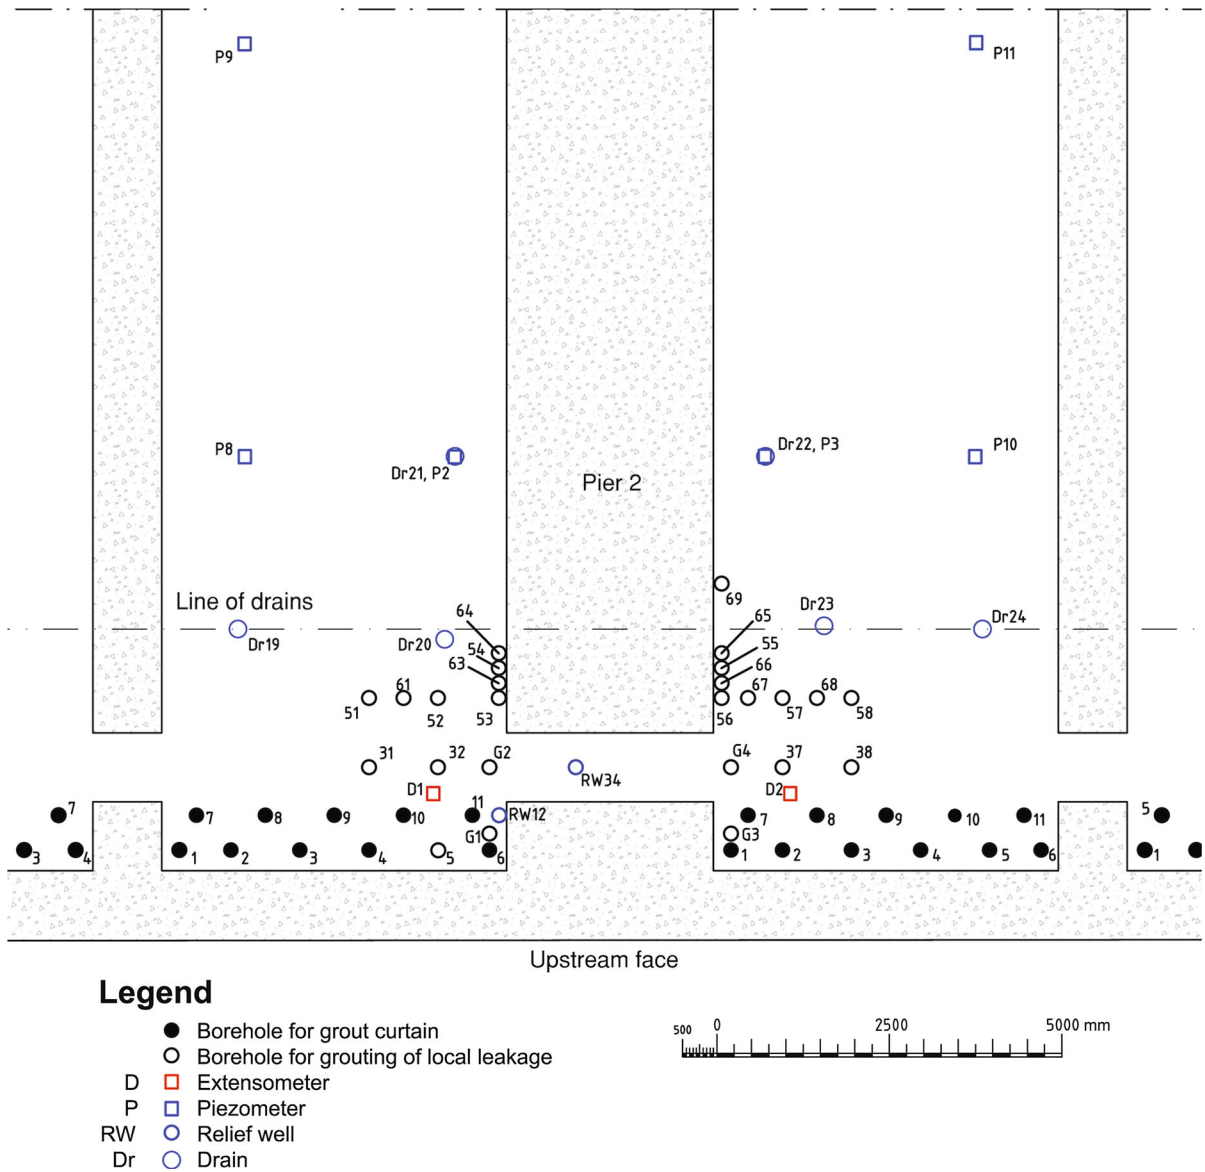 P9
P11
P8
Dr21, P2
Dr22, P3
P10
Pier 2
Line of drains
64
69
Dr23
65
Dr24
Dr19
Dr20
54
55
63
66
61
67
68
51
52
53
56
57
58
31
32
G2
G4
37
38
RW34
D1
D2
7
7
8
9
10
11
RW12
7
8
9
10
11
5
G1
G3
3
4
1
2
3
4
5
6
1
2
3
4
5
6
1
Upstream face
Legend
Borehole for grout curtain
Borehole for grouting of local leakage
D Extensometer
P Piezometer
RW Relief well
Dr Drain
500 0 2500 5000 mm